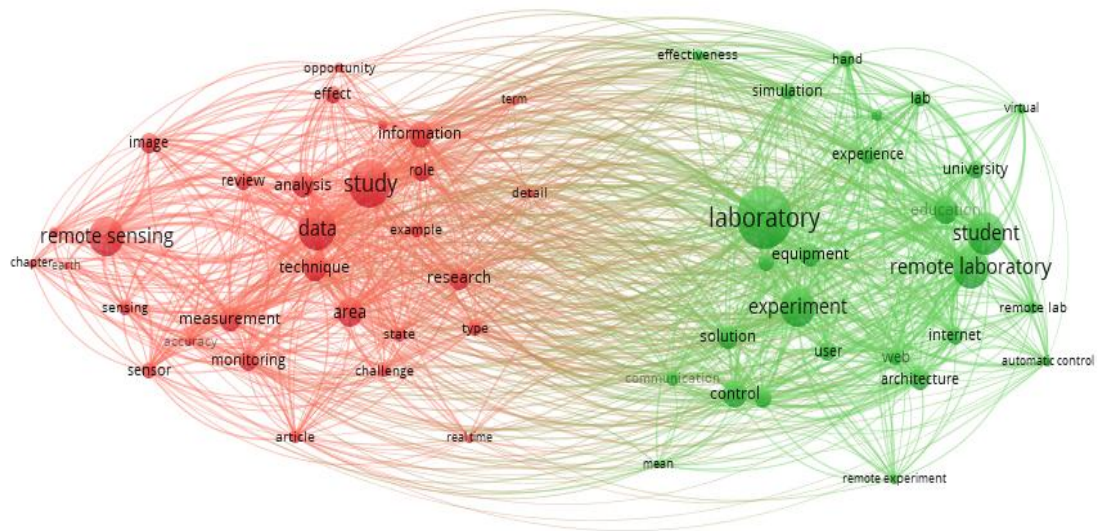 opportunity
effect
term
information
image
role
review
analysis
study
detail
remote sensing
data
example
chapter
earth
technique
research
sensing
measurement
area
accuracy
state
type
monitoring
sensor
challenge
article
real time
effectiveness
hand
simulation
lab
virtual
experience
university
laboratory
education
student
equipment
remote laboratory
experiment
remote lab
solution
internet
user
web
automatic control
communication
architecture
control
mean
remote experiment